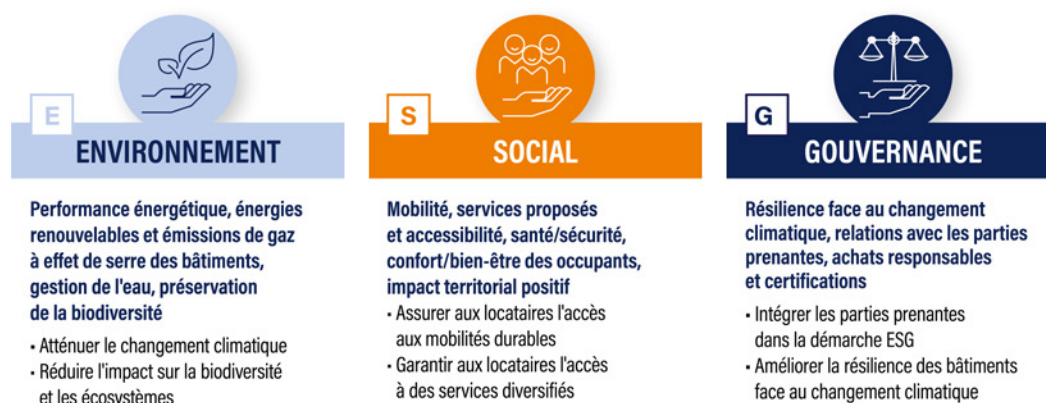 E
ENVIRONNEMENT
Performance énergétique, énergies
renouvelables et émissions de gaz
à effet de serre des bâtiments,
gestion de l'eau, préservation
de la biodiversité
• Atténuer le changement climatique
• Réduire l'impact sur la biodiversité
et les écosystèmes
S
SOCIAL
Mobilité, services proposés
et accessibilité, santé/sécurité,
confort/bien-être des occupants,
impact territorial positif
• Assurer aux locataires l'accès
aux mobilités durables
• Garantir aux locataires l'accès
à des services diversifiés
G
GOUVERNANCE
Résilience face au changement
climatique, relations avec les parties
prenantes, achats responsables
et certifications
• Intégrer les parties prenantes
dans la démarche ESG
• Améliorer la résilience des bâtiments
face au changement climatique